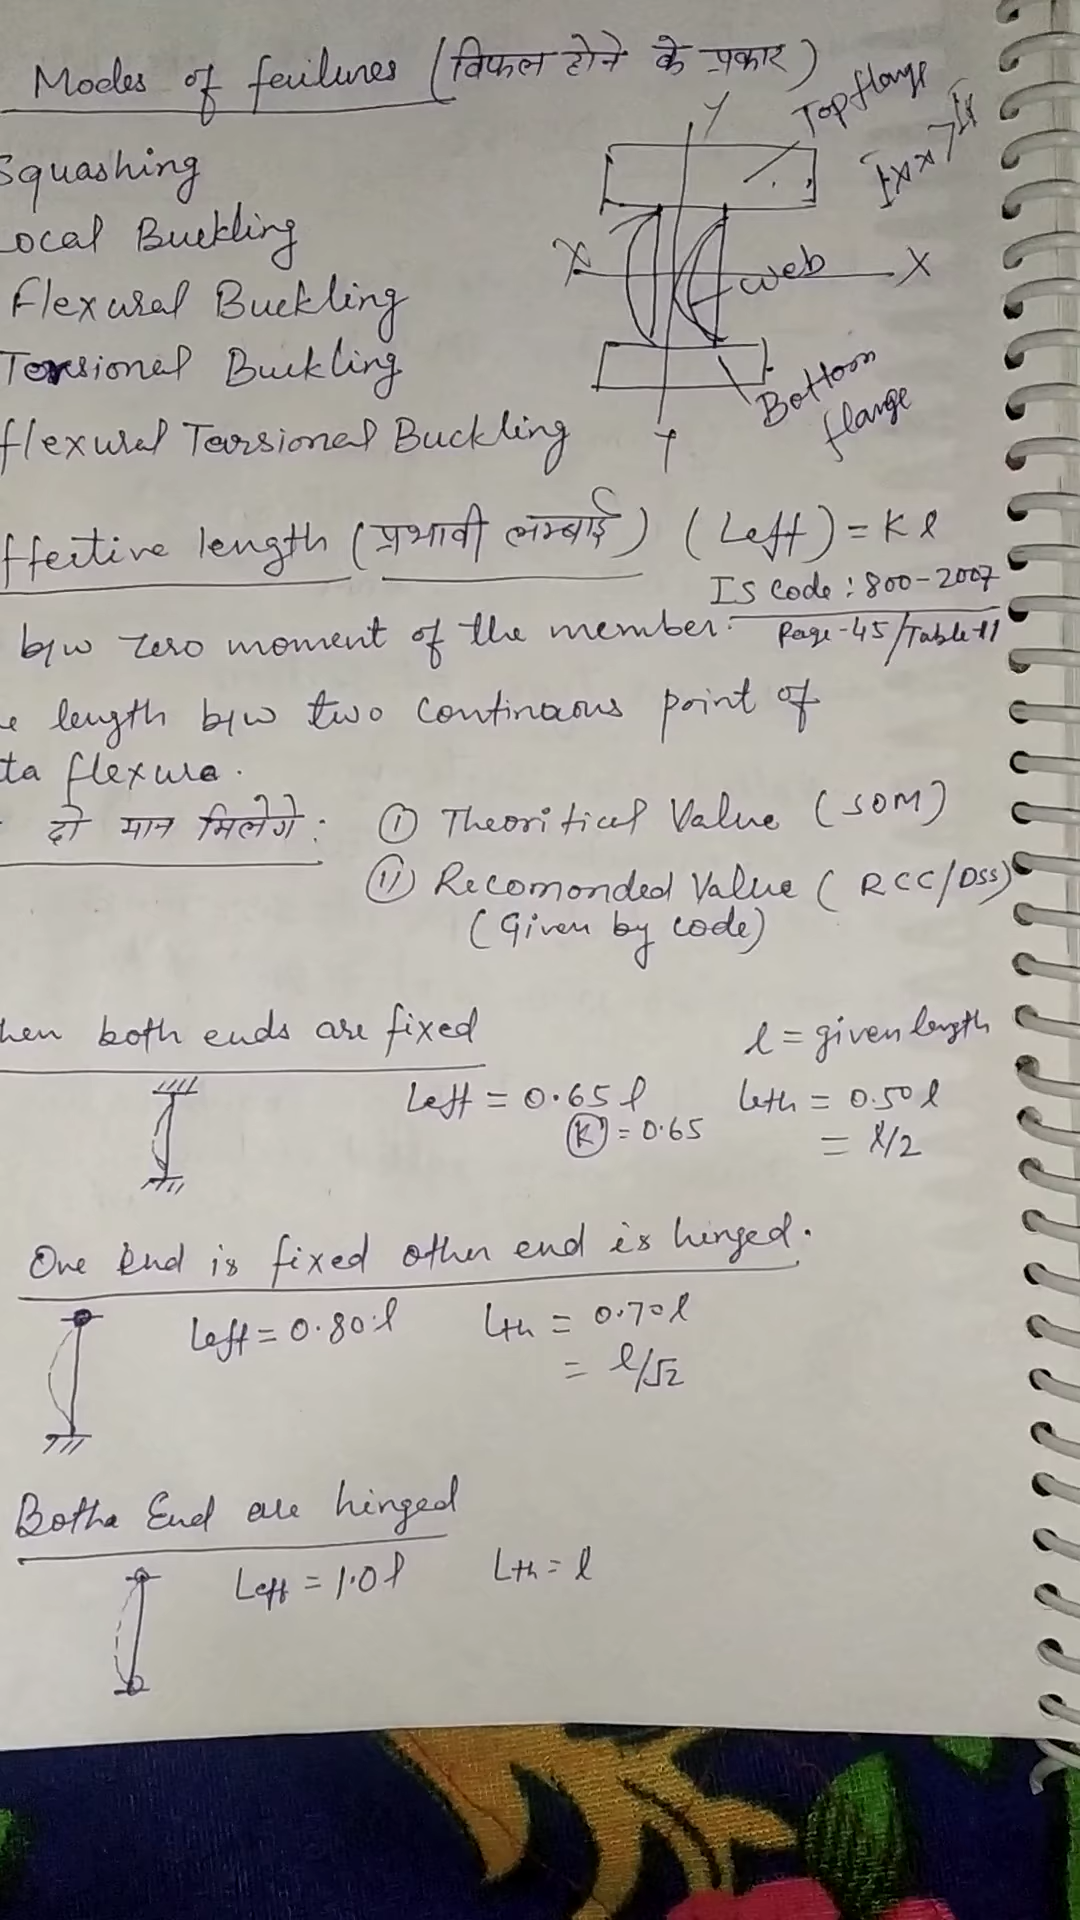 Modes of feilures (विफल होने के प्रकार)
Squashing
ocal Buckling
Flexural Buckling
Torsional Buckling
flexural Torsional Buckling
Y
Top flange
Ixx > Iy
X
web
X
Bottom
flange
Y
ffective length (प्रभावी लम्बाई) (Leff) = Kl
IS Code : 800-2007
b/w zero moment of the member.
Page-45/Table-11
e length b/w two continuous point of
ta flexure.
दो मान मिलेंगे :
(i) Theoritical Value (SOM)
(ii) Recomonded Value ( RCC/DSS)
(Given by code)
hen both ends are fixed
l = given length
Leff = 0.65 l
Leth = 0.50 l
K = 0.65
= l/2
One End is fixed other end is hinged.
Leff = 0.80 l
Lth = 0.70 l
= l/√2
Botha End are hinged
Leff = 1.0 l
Lth = l